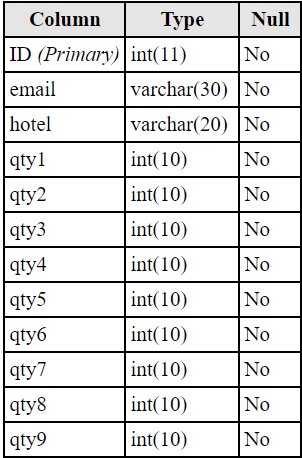 Column Type Null
ID (Primary) int(11) No
email varchar(30) No
hotel varchar(20) No
qty1 int(10) No
qty2 int(10) No
qty3 int(10) No
qty4 int(10) No
qty5 int(10) No
qty6 int(10) No
qty7 int(10) No
qty8 int(10) No
qty9 int(10) No